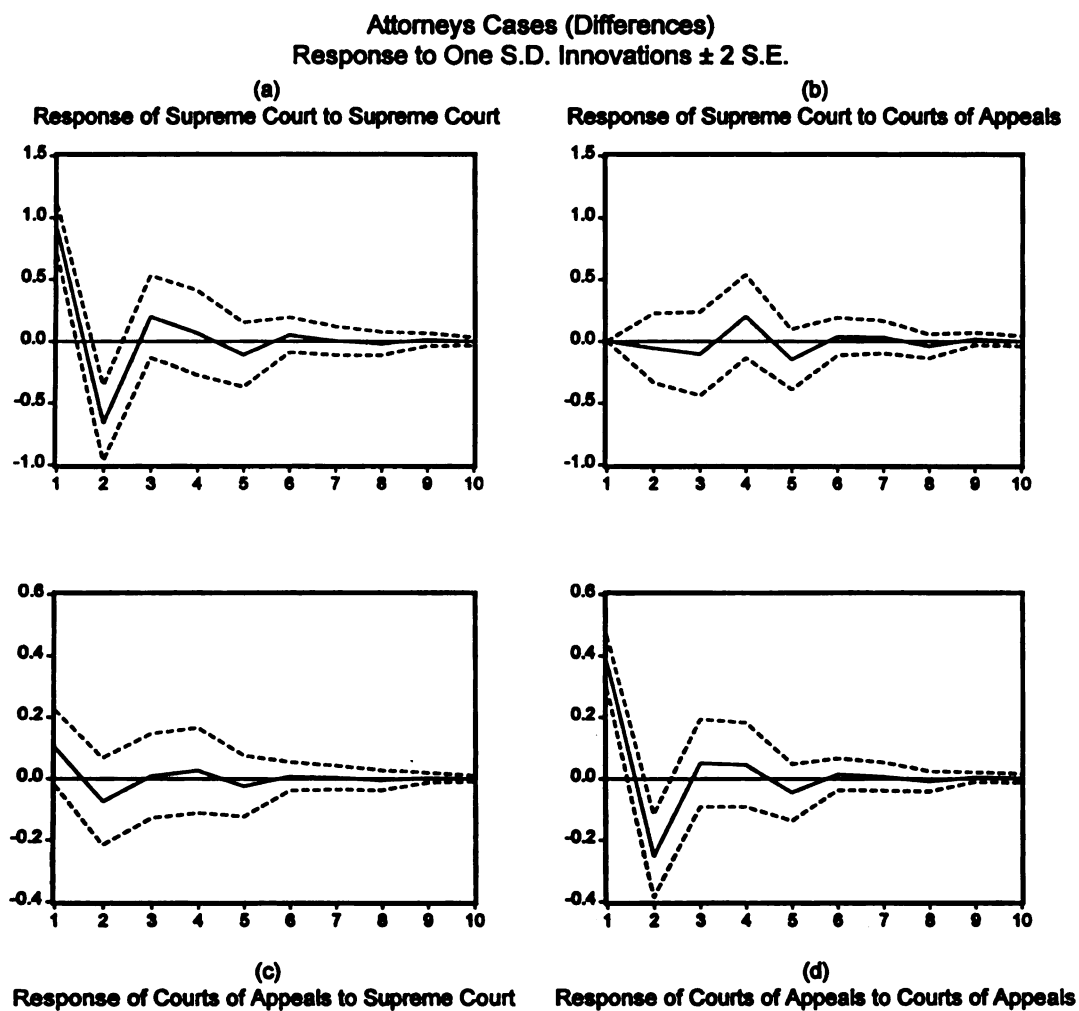 Attorneys Cases (Differences)
Response to One S.D. Innovations ± 2 S.E.
(a)
Response of Supreme Court to Supreme Court
1.5
1.0
0.5
0.0
-0.5
-1.0
1 2 3 4 5 6 7 8 9 10
(b)
Response of Supreme Court to Courts of Appeals
1.5
1.0
0.5
0.0
-0.5
-1.0
1 2 3 4 5 6 7 8 9 10
0.6
0.4
0.2
0.0
-0.2
-0.4
1 2 3 4 5 6 7 8 9 10
(c)
Response of Courts of Appeals to Supreme Court
0.6
0.4
0.2
0.0
-0.2
-0.4
1 2 3 4 5 6 7 8 9 10
(d)
Response of Courts of Appeals to Courts of Appeals